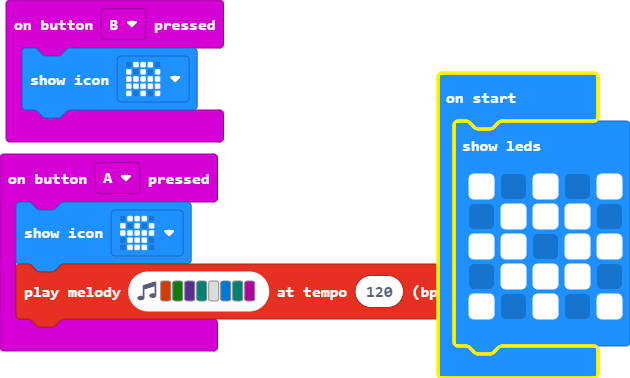 on button B pressed
show icon
on button A pressed
show icon
play melody at tempo 120 (bp
on start
show leds